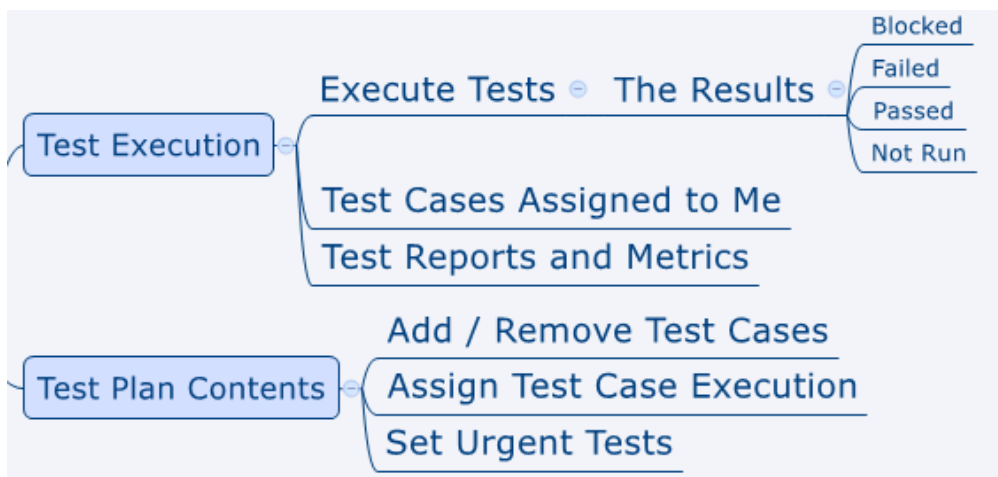 Test Execution
Execute Tests
The Results
Blocked
Failed
Passed
Not Run
Test Cases Assigned to Me
Test Reports and Metrics
Test Plan Contents
Add / Remove Test Cases
Assign Test Case Execution
Set Urgent Tests